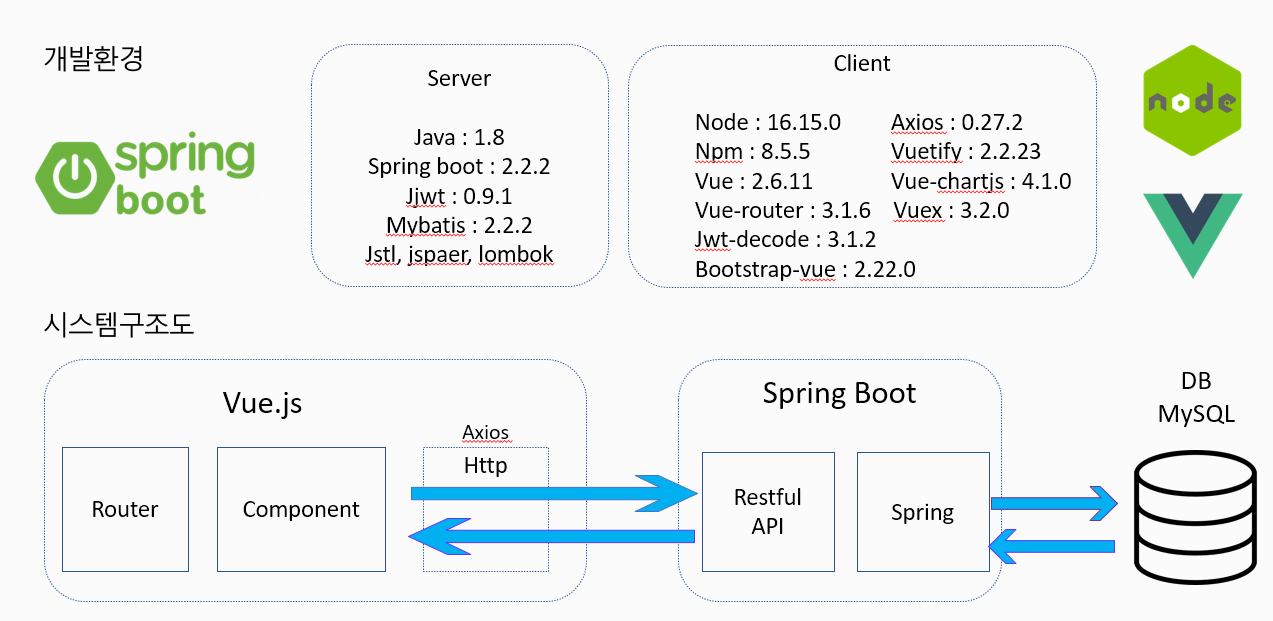 개발환경
spring
boot
Server
Java : 1.8
Spring boot : 2.2.2
Jjwt : 0.9.1
Mybatis : 2.2.2
Jstl, jspaer, lombok
Client
Node : 16.15.0
Npm : 8.5.5
Vue : 2.6.11
Vue-router : 3.1.6
Jwt-decode : 3.1.2
Bootstrap-vue : 2.22.0
Axios : 0.27.2
Vuetify : 2.2.23
Vue-chartjs : 4.1.0
Vuex : 3.2.0
node
시스템구조도
Vue.js
Router
Component
Axios
Http
Spring Boot
Restful
API
Spring
DB
MySQL